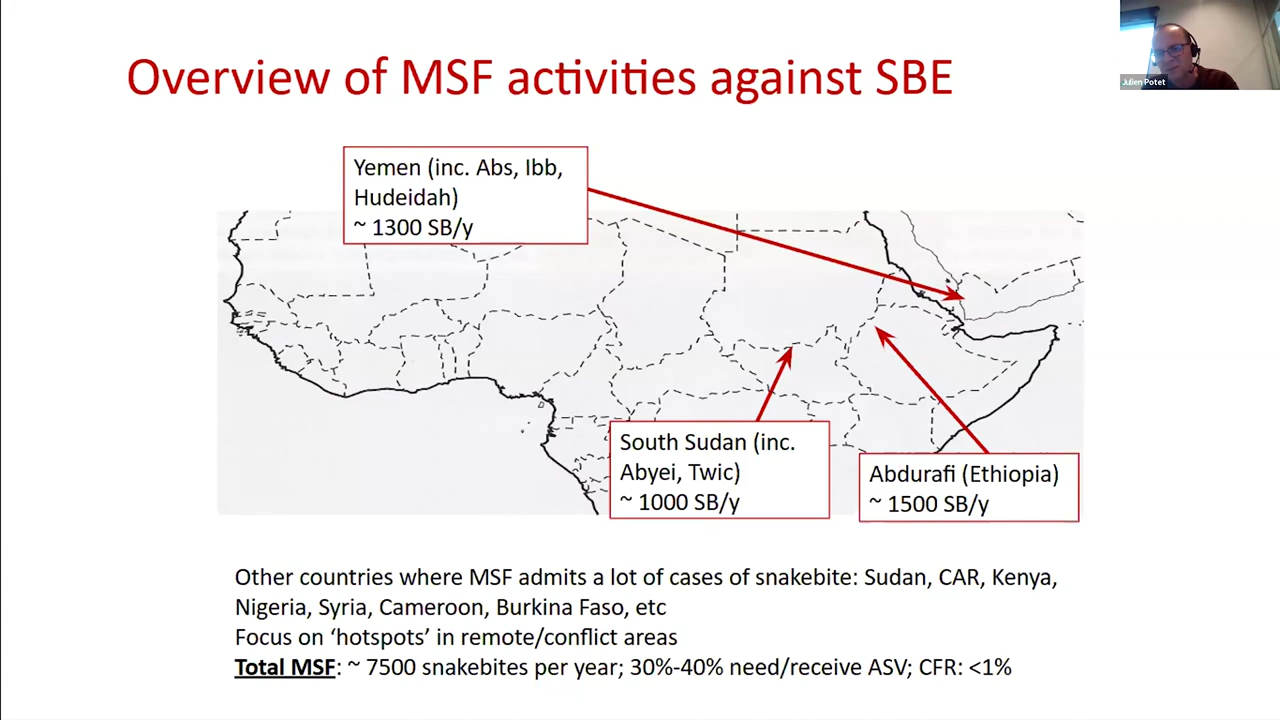 Overview of MSF activities against SBE
Julien Potet
Yemen (inc. Abs, Ibb,
Hudeidah)
~ 1300 SB/y
South Sudan (inc.
Abyei, Twic)
~ 1000 SB/y
Abdurafi (Ethiopia)
~ 1500 SB/y
Other countries where MSF admits a lot of cases of snakebite: Sudan, CAR, Kenya,
Nigeria, Syria, Cameroon, Burkina Faso, etc
Focus on ‘hotspots’ in remote/conflict areas
Total MSF: ~ 7500 snakebites per year; 30%-40% need/receive ASV; CFR: <1%